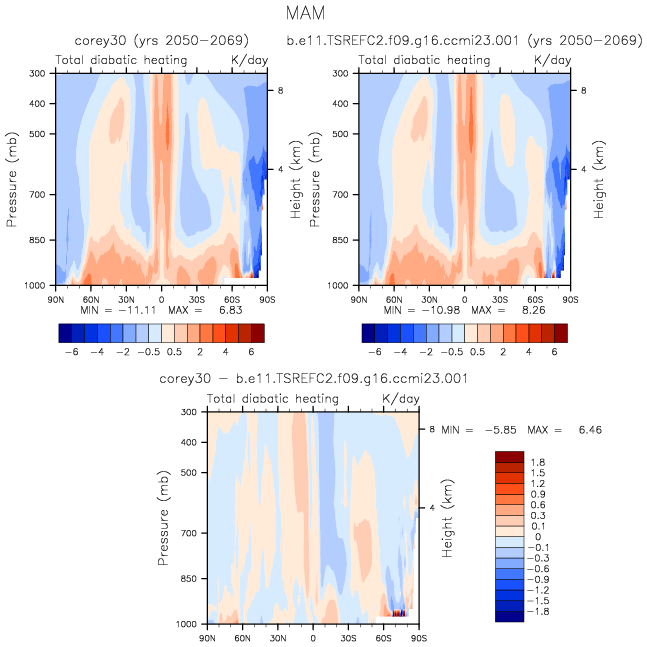 MAM
corey30 (yrs 2050-2069)
b.e11.TSREFC2.f09.g16.ccmi23.001 (yrs 2050-2069)
Total diabatic heating K/day
Total diabatic heating K/day
300 400 500 700 850 1000
Pressure (mb)
8 4
Height (km)
90N 60N 30N 0 30S 60S 90S
MIN = -11.11 MAX = 6.83
-6 -4 -2 -0.5 0.5 2 4 6
300 400 500 700 850 1000
Pressure (mb)
8 4
Height (km)
90N 60N 30N 0 30S 60S 90S
MIN = -10.98 MAX = 8.26
-6 -4 -2 -0.5 0.5 2 4 6
corey30 - b.e11.TSREFC2.f09.g16.ccmi23.001
Total diabatic heating K/day
300 400 500 700 850 1000
Pressure (mb)
8 4
Height (km)
90N 60N 30N 0 30S 60S 90S
MIN = -5.85 MAX = 6.46
1.8
1.5
1.2
0.9
0.6
0.3
0.1
0
-0.1
-0.3
-0.6
-0.9
-1.2
-1.5
-1.8